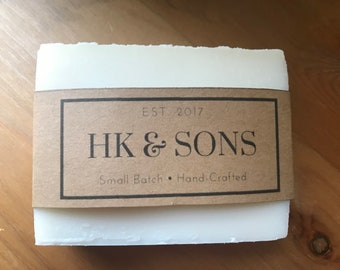 EST. 2017
HK & SONS
Small Batch • Hand Crafted